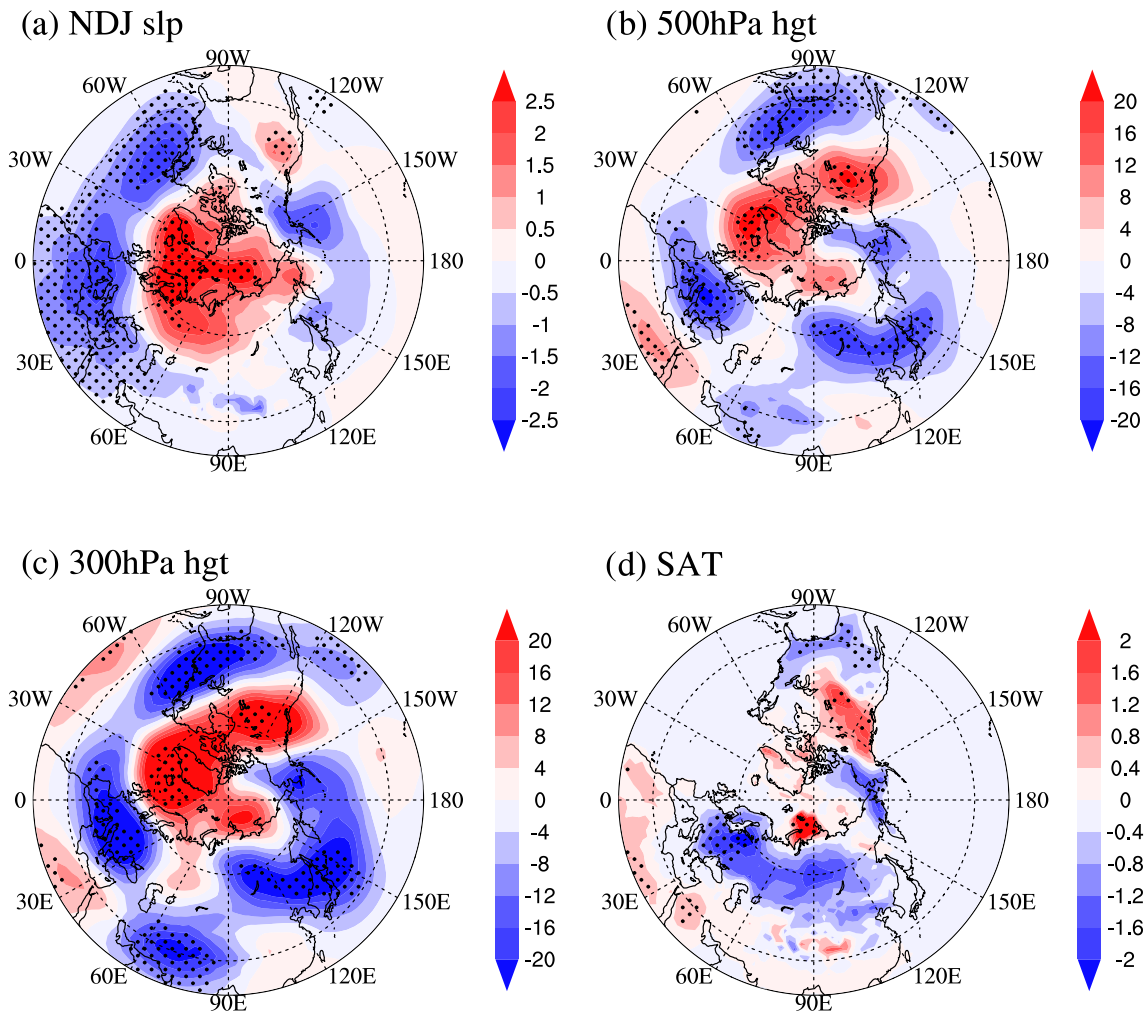 (a) NDJ slp
90W
60W
120W
30W
150W
0
180
30E
150E
60E
120E
90E
2.5
2
1.5
1
0.5
0
-0.5
-1
-1.5
-2
-2.5
(b) 500hPa hgt
90W
60W
120W
30W
150W
0
180
30E
150E
60E
120E
90E
20
16
12
8
4
0
-4
-8
-12
-16
-20
(c) 300hPa hgt
90W
60W
120W
30W
150W
0
180
30E
150E
60E
120E
90E
20
16
12
8
4
0
-4
-8
-12
-16
-20
(d) SAT
90W
60W
120W
30W
150W
0
180
30E
150E
60E
120E
90E
2
1.6
1.2
0.8
0.4
0
-0.4
-0.8
-1.2
-1.6
-2